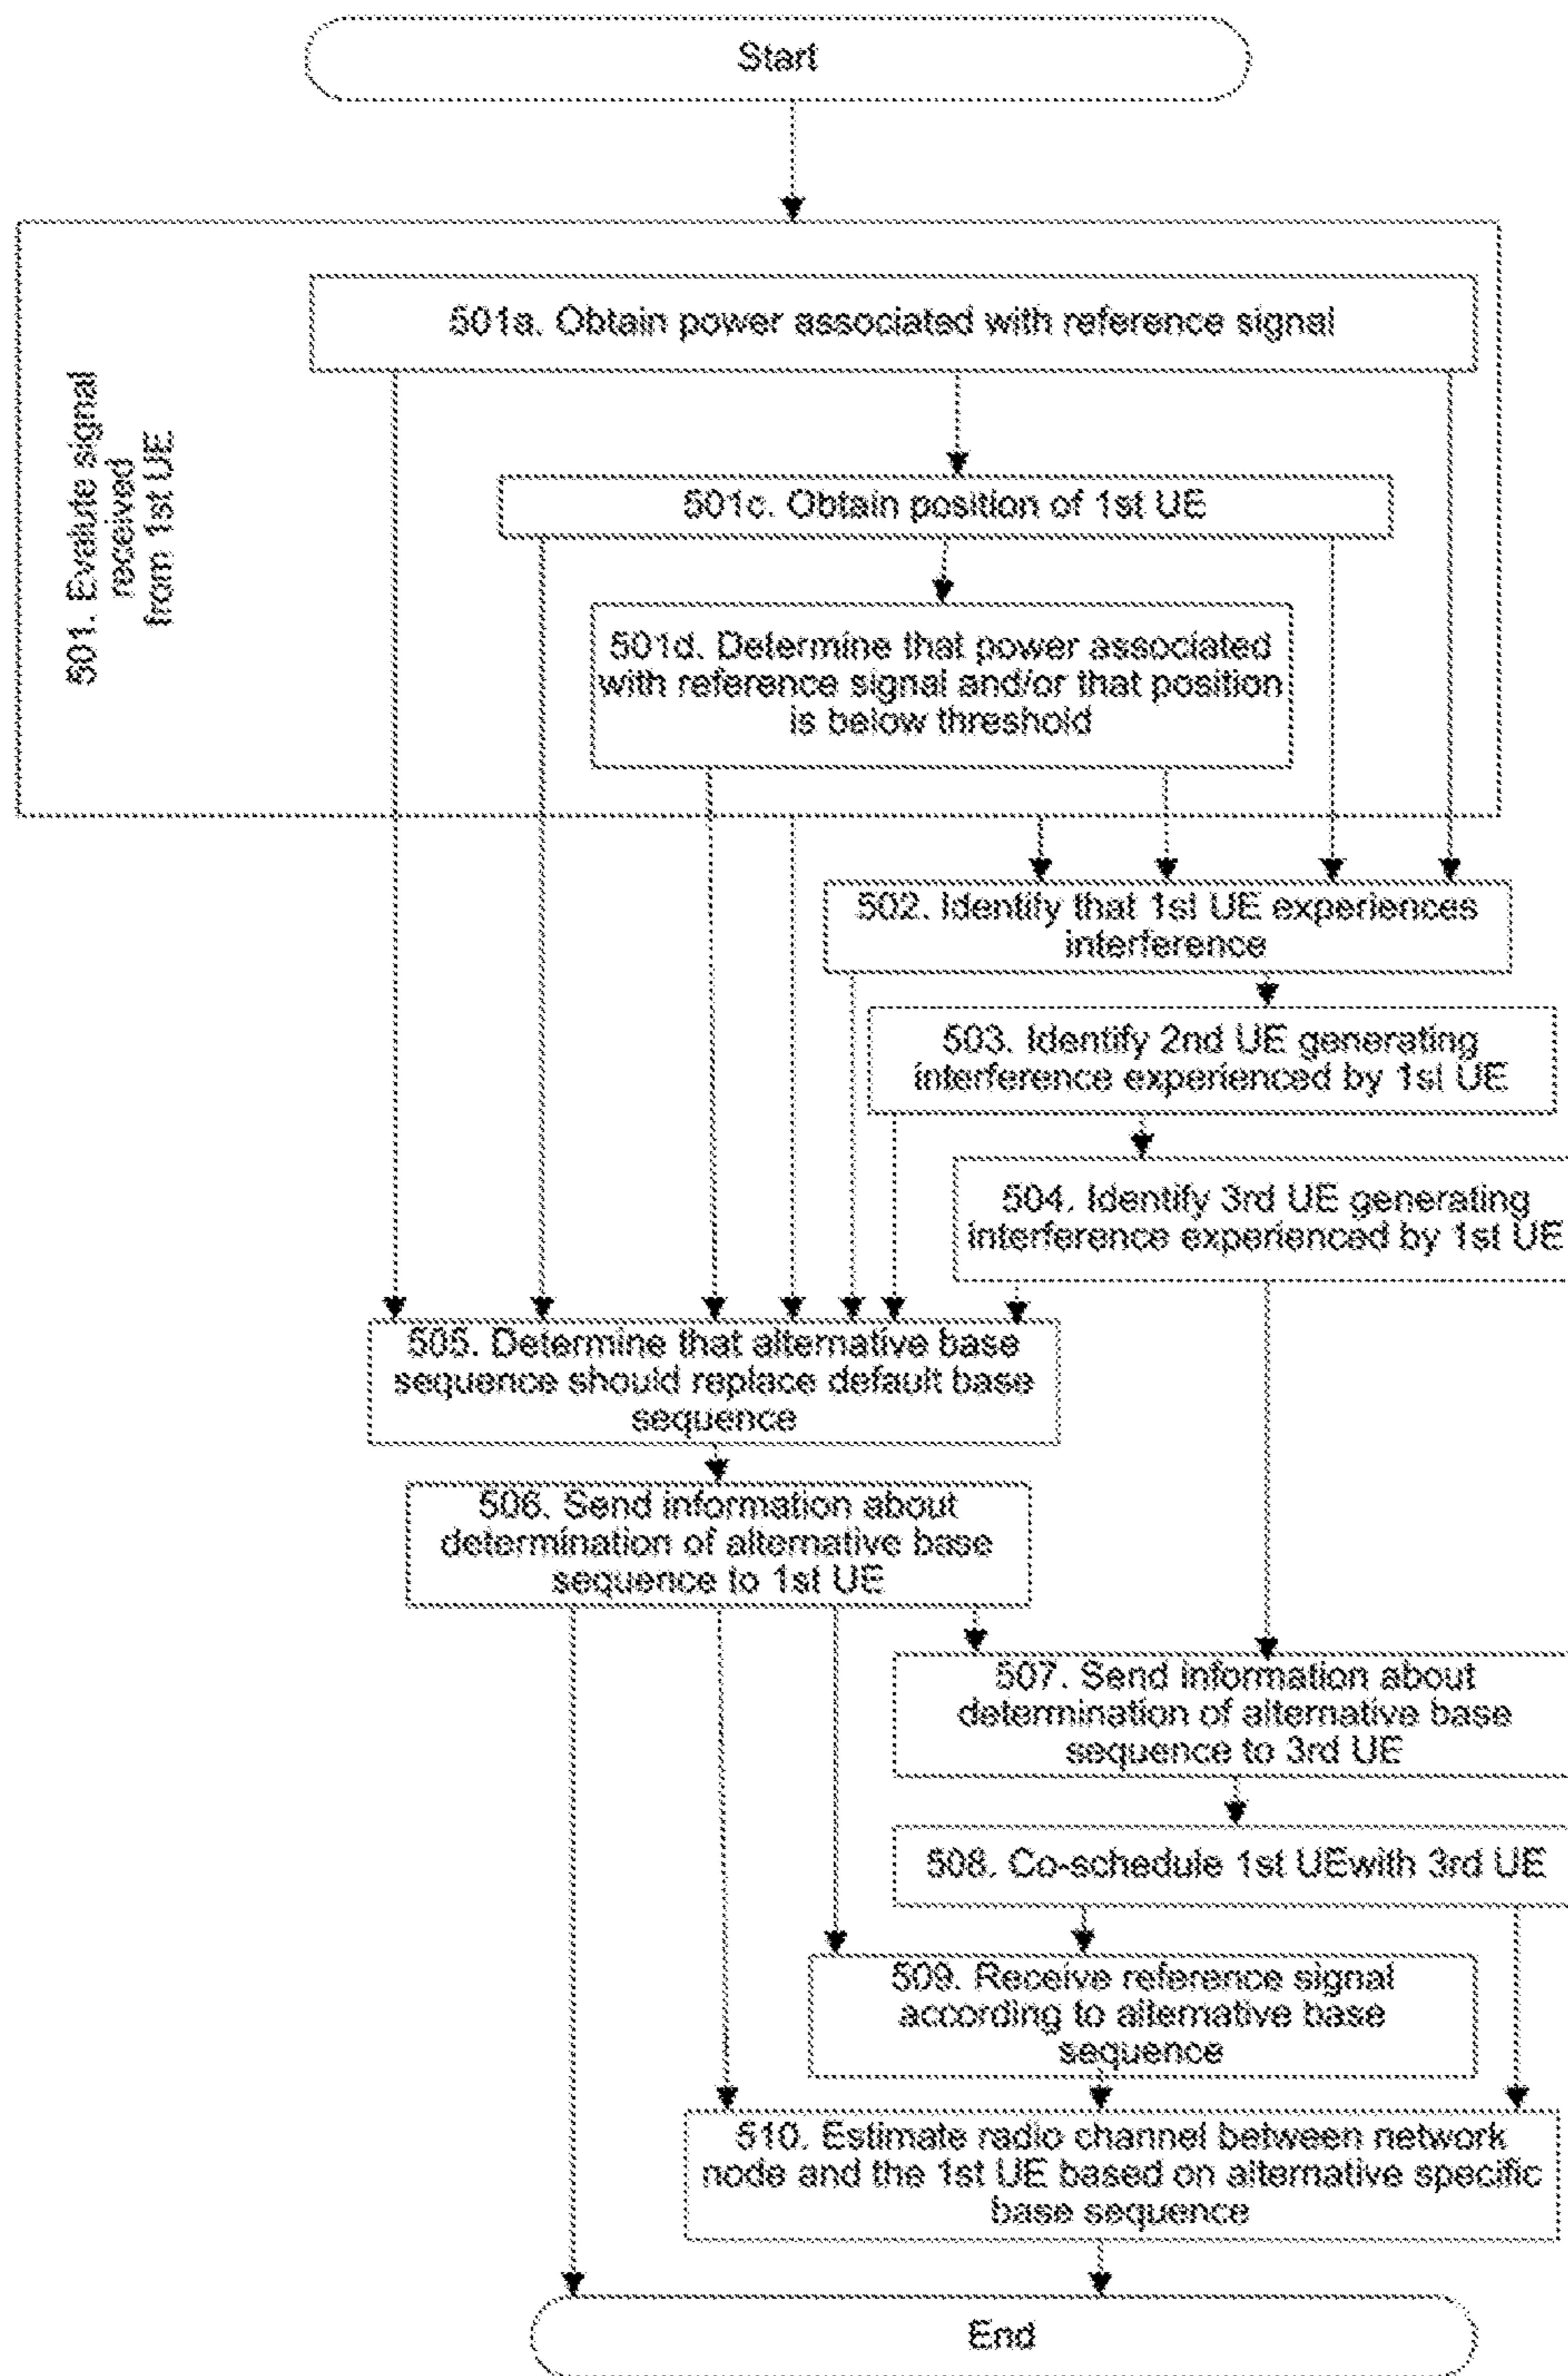 Start
501. Evalute signal
received
from 1st UE
501a. Obtain power associated with reference signal
501c. Obtain position of 1st UE
501d. Determine that power associated
with reference signal and/or that position
is below threshold
502. Identify that 1st UE experiences
interference
503. Identify 2nd UE generating
interference experienced by 1st UE
504. Identify 3rd UE generating
interference experienced by 1st UE
505. Determine that alternative base
sequence should replace default base
sequence
506. Send information about
determination of alternative base
sequence to 1st UE
507. Send information about
determination of alternative base
sequence to 3rd UE
508. Co-schedule 1st UEwith 3rd UE
509. Receive reference signal
according to alternative base
sequence
510. Estimate radio channel between network
node and the 1st UE based on alternative specific
base sequence
End